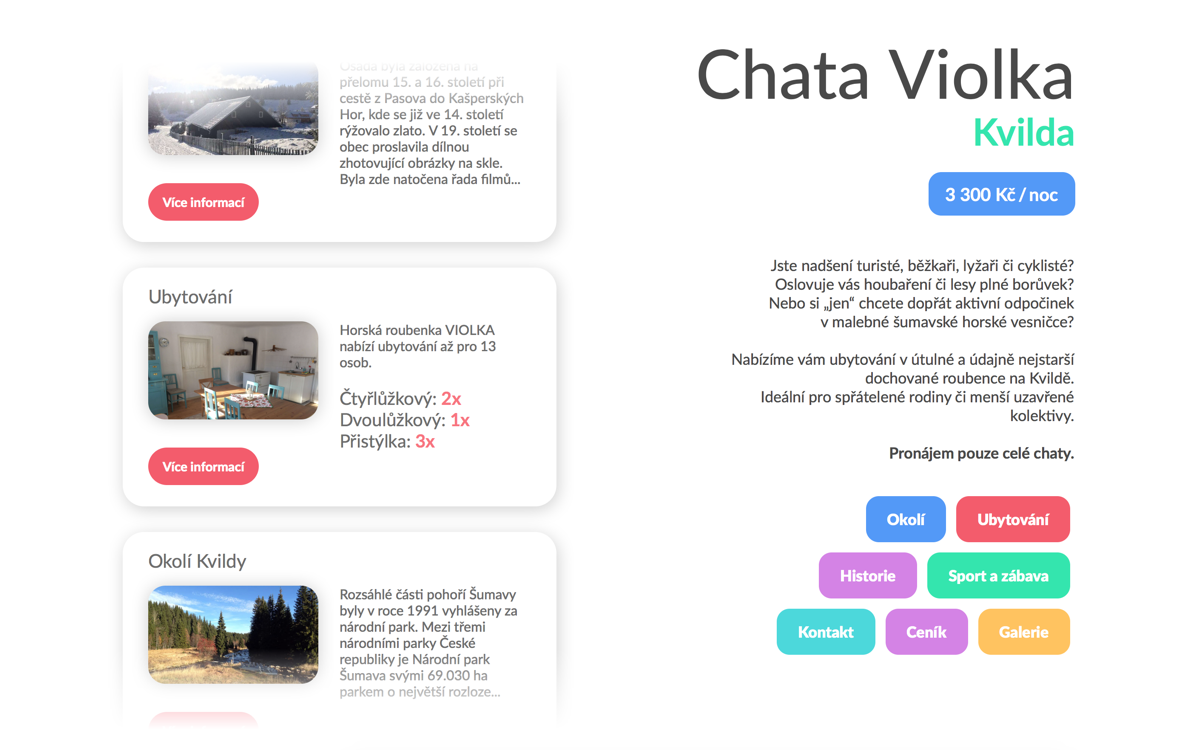 Osada byla založena na
přelomu 15. a 16. století při
cestě z Pasova do Kašperských
Hor, kde se již ve 14. století
rýžovalo zlato. V 19. století se
obec proslavila dílnou
zhotovující obrázky na skle.
Byla zde natočena řada filmů...
Více informací
Ubytování
Horská roubenka VIOLKA
nabízí ubytování až pro 13
osob.
Čtyřlůžkový: 2x
Dvoulůžkový: 1x
Přistýlka: 3x
Více informací
Okolí Kvildy
Rozsáhlé části pohoří Šumavy
byly v roce 1991 vyhlášeny za
národní park. Mezi třemi
národními parky České
republiky je Národní park
Šumava svými 69.030 ha
parkem o největší rozloze...
Chata Violka
Kvilda
3 300 Kč / noc
Jste nadšení turisté, běžkaři, lyžaři či cyklisté?
Oslovuje vás houbaření či lesy plné borůvek?
Nebo si „jen“ chcete dopřát aktivní odpočinek
v malebné šumavské horské vesničce?
Nabízíme vám ubytování v útulné a údajně nejstarší
dochované roubence na Kvildě.
Ideální pro spřátelené rodiny či menší uzavřené
kolektivy.
Pronájem pouze celé chaty.
Okolí
Ubytování
Historie
Sport a zábava
Kontakt
Ceník
Galerie